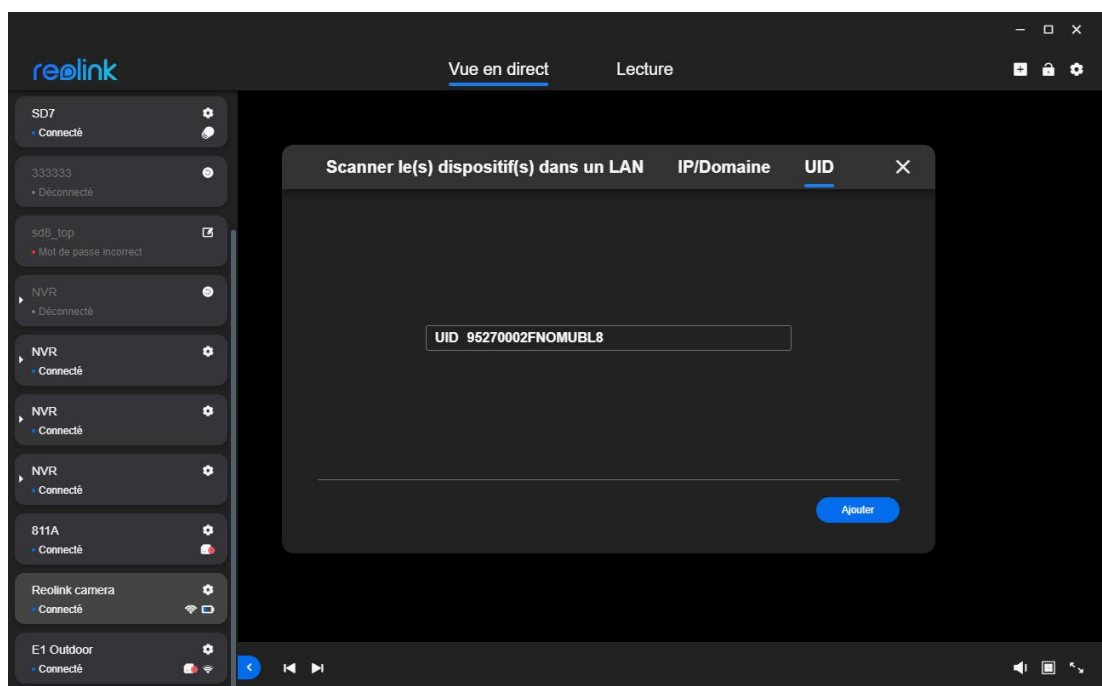 reolink
Vue en direct
Lecture
SD7
Connecté
333333
Déconnecté
sd8_top
Mot de passe incorrect
NVR
Déconnecté
NVR
Connecté
NVR
Connecté
NVR
Connecté
811A
Connecté
Reolink camera
Connecté
E1 Outdoor
Connecté
Scanner le(s) dispositif(s) dans un LAN
IP/Domaine
UID
UID 95270002FNOMUBL8
Ajouter